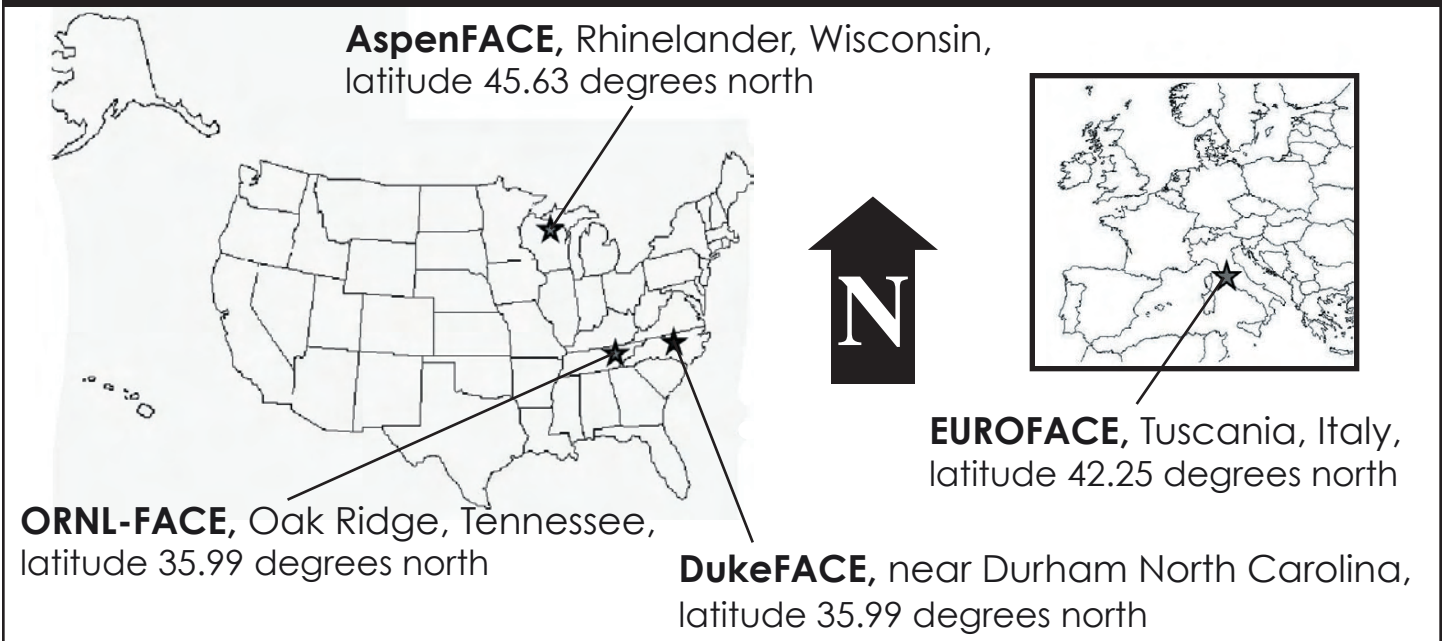 AspenFACE, Rhinelander, Wisconsin,
latitude 45.63 degrees north
N
EUROFACE, Tuscania, Italy,
latitude 42.25 degrees north
ORNL-FACE, Oak Ridge, Tennessee,
latitude 35.99 degrees north
DukeFACE, near Durham North Carolina,
latitude 35.99 degrees north